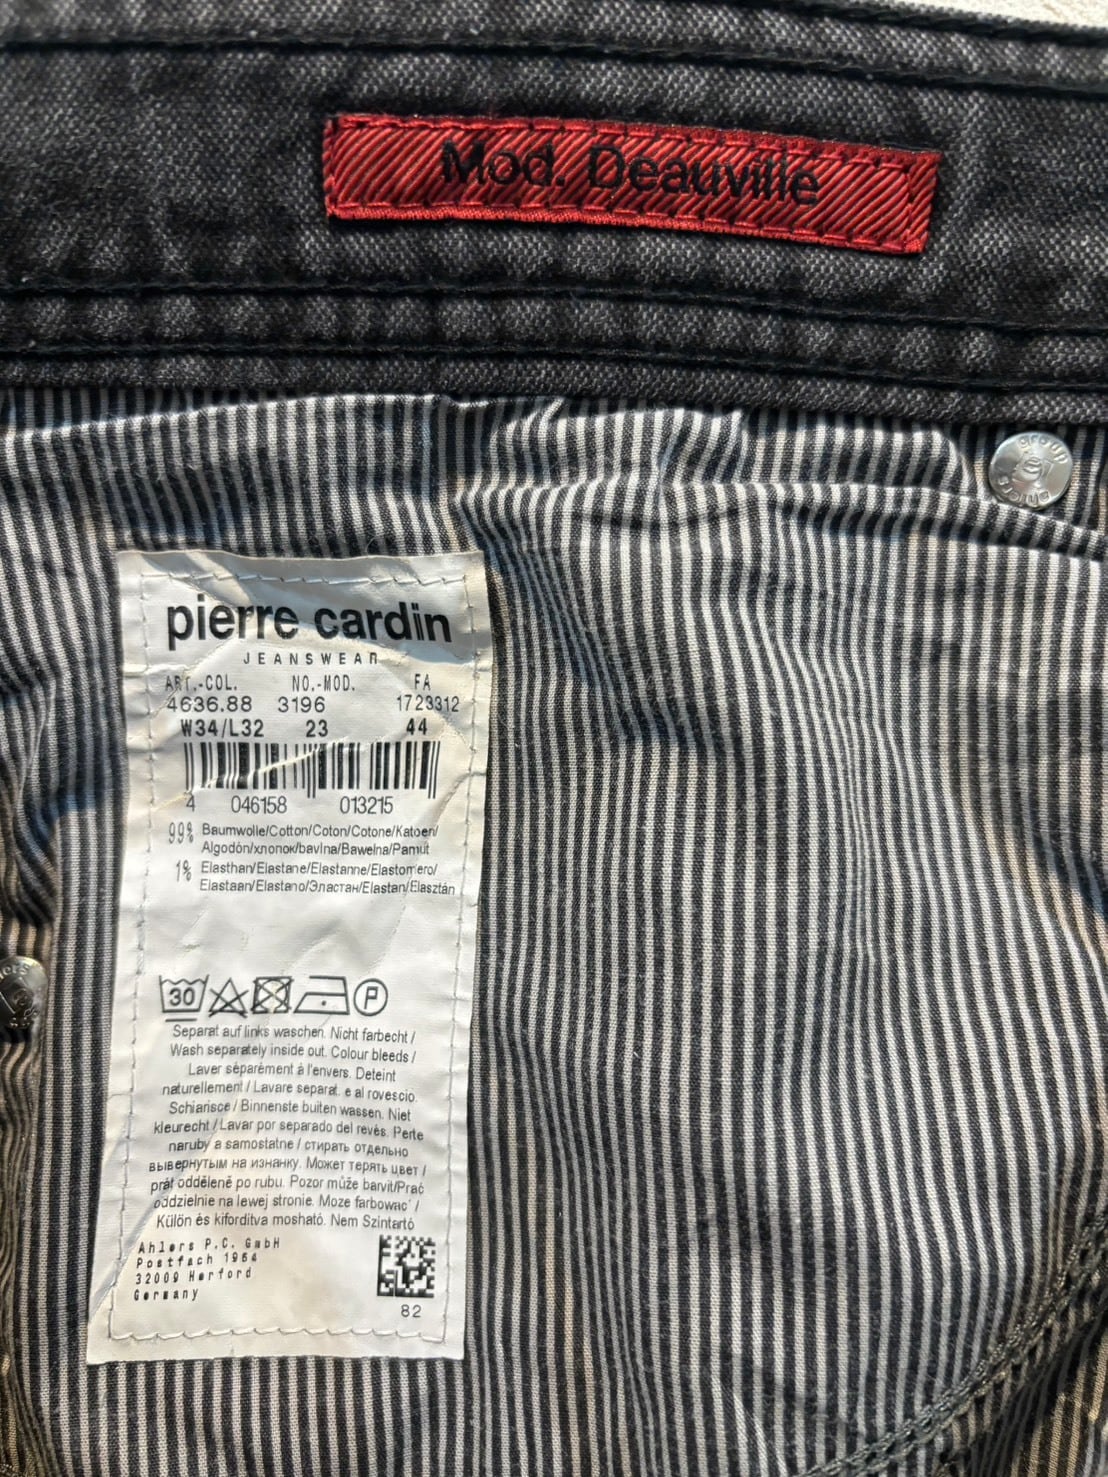 Mod. Deauville
group
ahlers
pierre cardin
JEANSWEAR
ART.-COL. NO.-MOD. FA
4636.88 3196 1723312
W34/L32 23 44
4 046158 013215
99% Baumwolle/Cotton/Coton/Cotone/Katoen/
Algodón/хлопок/bavlna/Bawełna/Pamut
1% Elasthan/Elastane/Elastanne/Elastomero/
Elastaan/Elastano/Эластан/Elastan/Elasztán
30 P
Separat auf links waschen. Nicht farbecht /
Wash separately inside out. Colour bleeds /
Laver séparément à l'envers. Deteint
naturellement / Lavare separat. e al rovescio.
Schiarisce / Binnenste buiten wassen. Niet
kleurecht / Lavar por separado del revés. Perte
naruby a samostatne / стирать отдельно
вывернутым на изнанку. Может терять цвет /
prát odděleně po rubu. Pozor může barvit/Prać
oddzielnie na lewej stronie. Moze farbowac' /
Külön és kifordítva mosható. Nem Szintartó
Ahlers P.C. GmbH
Postfach 1954
32009 Herford
Germany
82